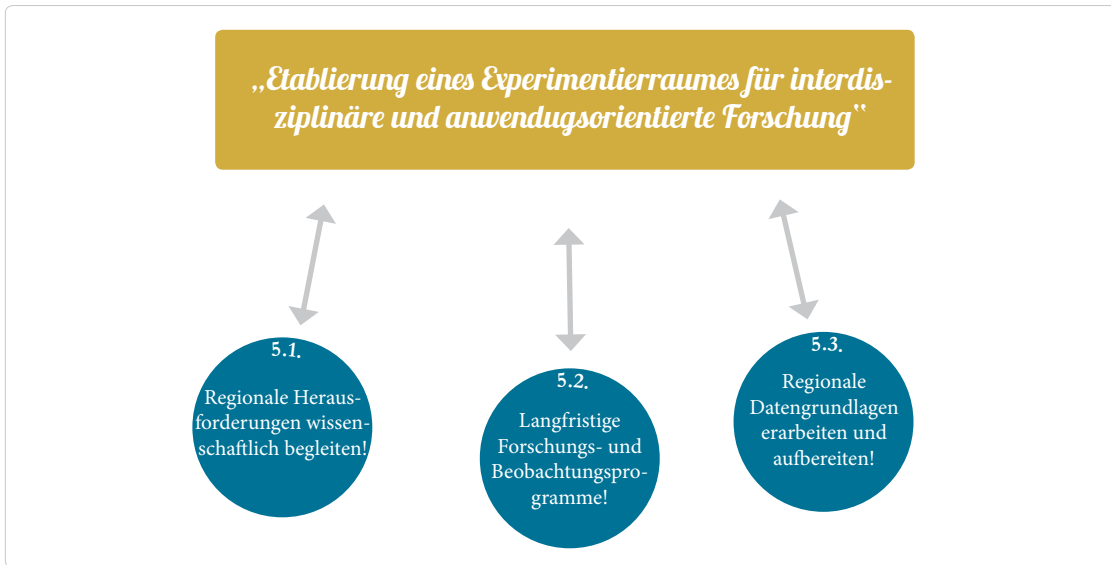 „Etablierung eines Experimentierraumes für interdis-
ziplinäre und anwendugsorientierte Forschung“
5.1.
Regionale Heraus-
forderungen wissen-
schaftlich begleiten!
5.2.
Langfristige
Forschungs- und
Beobachtungspro-
gramme!
5.3.
Regionale
Datengrundlagen
erarbeiten und
aufbereiten!